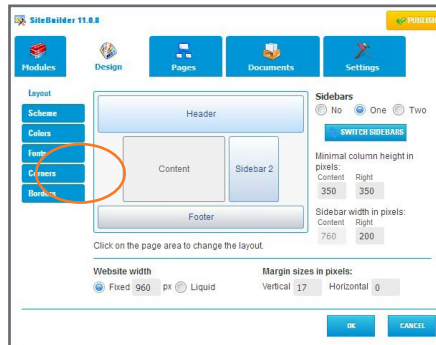 SiteBuilder 11.0.8
PUBLISH
Modules Design Pages Documents Settings
Layout
Scheme
Colors
Fonts
Corners
Borders
Header
Content
Sidebar 2
Footer
Click on the page area to change the layout.
Sidebars
No One Two
SWITCH SIDEBARS
Minimal column height in
pixels:
Content Right
350 350
Sidebar width in pixels:
Content Right
760 200
Website width
Fixed 960 px Liquid
Margin sizes in pixels:
Vertical 17 Horizontal 0
OK CANCEL